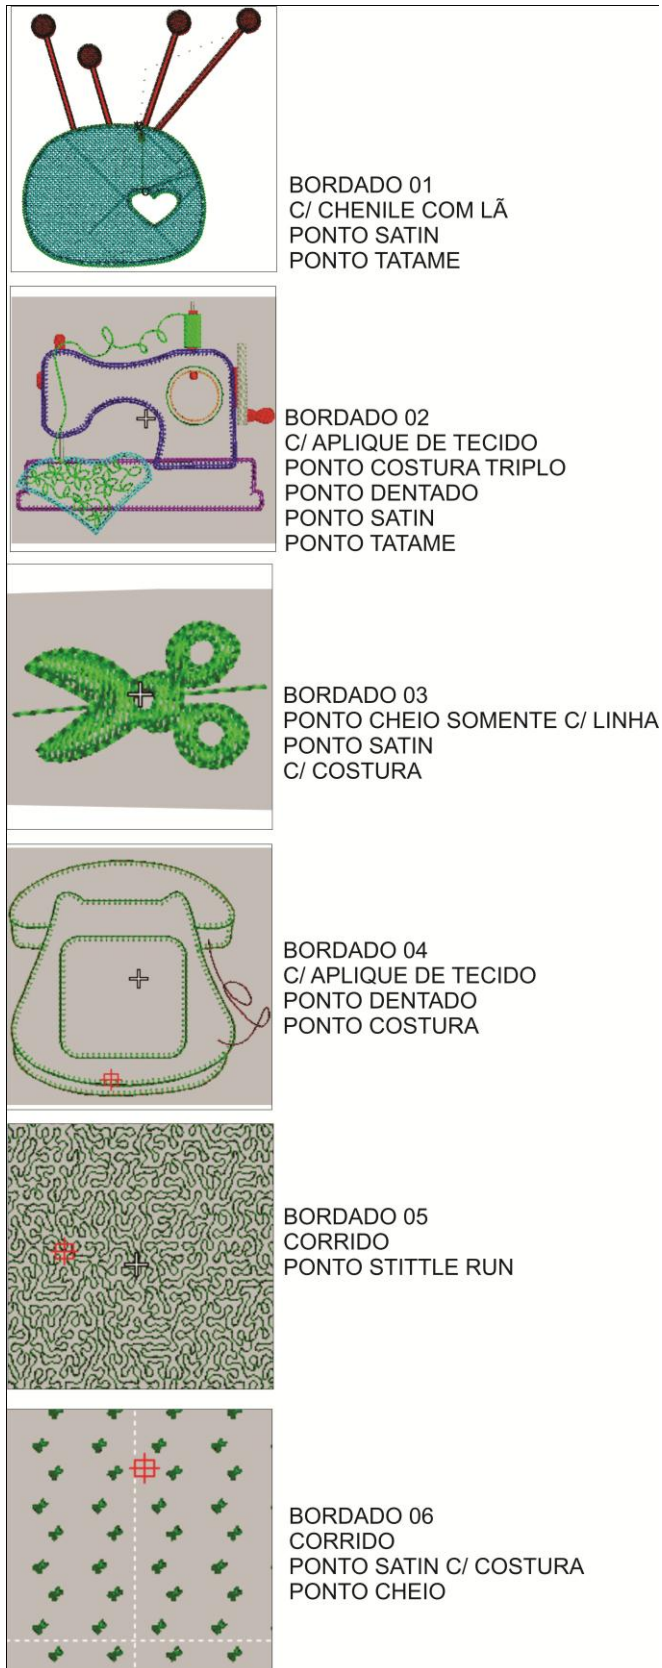 BORDADO 01
C/ CHENILE COM LÃ
PONTO SATIN
PONTO TATAME
BORDADO 02
C/ APLIQUE DE TECIDO
PONTO COSTURA TRIPLO
PONTO DENTADO
PONTO SATIN
PONTO TATAME
BORDADO 03
PONTO CHEIO SOMENTE C/ LINHA
PONTO SATIN
C/ COSTURA
BORDADO 04
C/ APLIQUE DE TECIDO
PONTO DENTADO
PONTO COSTURA
BORDADO 05
CORRIDO
PONTO STITTLE RUN
BORDADO 06
CORRIDO
PONTO SATIN C/ COSTURA
PONTO CHEIO